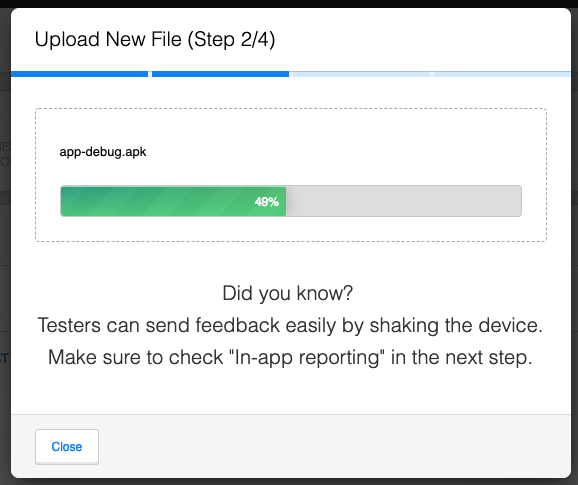 Upload New File (Step 2/4)
app-debug.apk
49%
Did you know?
Testers can send feedback easily by shaking the device.
Make sure to check "In-app reporting" in the next step.
Close